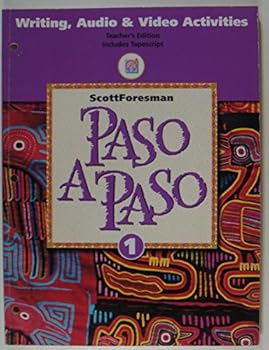 Writing, Audio & Video Activities
Teacher's Edition
Includes Tapescript
ScottForesman
PASO
A PASO
1